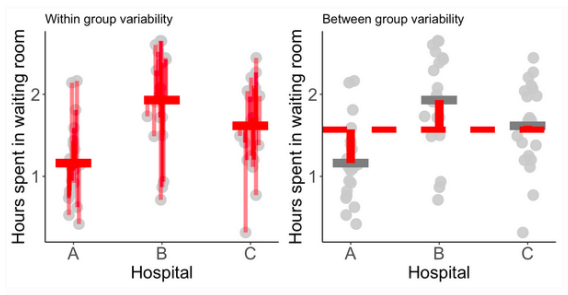 Within group variability
Hours spent in waiting room
2
1
A B C
Hospital
Between group variability
Hours spent in waiting room
2
1
A B C
Hospital